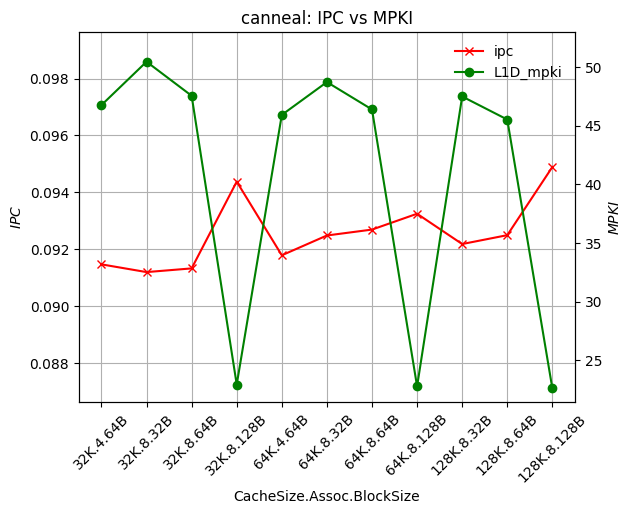 canneal: IPC vs MPKI
ipc
L1D_mpki
0.098
0.096
0.094
0.092
0.090
0.088
IPC
50
45
40
35
30
25
MPKI
32K.4.64B
32K.8.32B
32K.8.64B
32K.8.128B
64K.4.64B
64K.8.32B
64K.8.64B
64K.8.128B
128K.8.32B
128K.8.64B
128K.8.128B
CacheSize.Assoc.BlockSize